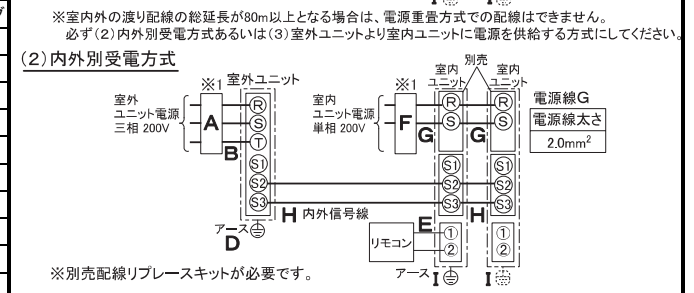 ※室内外の渡り配線の総延長が80m以上となる場合は、電源重畳方式での配線はできません。
必ず(2)内外別受電方式あるいは(3)室外ユニットより室内ユニットに電源を供給する方式にしてください。
(2)内外別受電方式
※1 室外ユニット
※1 室内ユニット 別売 室内ユニット
室外
ユニット電源
三相 200V
A
B
R
S
T
S1
S2
S3
室内
ユニット電源
単相 200V
F
G
R
S
G
R
S
S1
S2
S3
S1
S2
S3
電源線G
電源線太さ
2.0mm²
H 内外信号線
H
アース
D
E
リモコン
①
②
①
②
アース I
I
※別売配線リプレースキットが必要です。